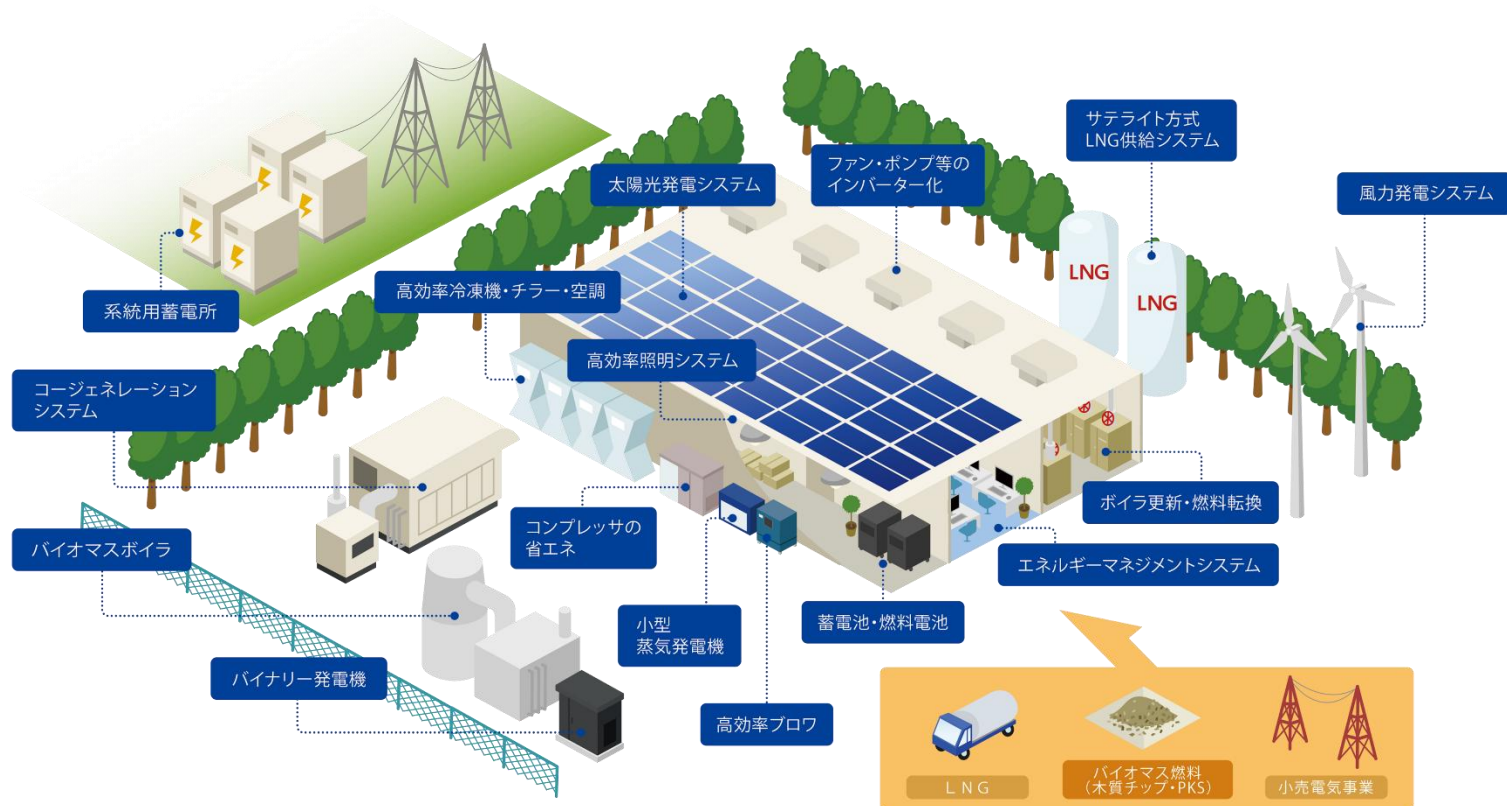 サテライト方式
LNG供給システム
ファン・ポンプ等の
インバーター化
太陽光発電システム
風力発電システム
LNG
LNG
高効率冷凍機・チラー・空調
系統用蓄電所
高効率照明システム
コージェネレーション
システム
ボイラ更新・燃料転換
コンプレッサの
省エネ
バイオマスボイラ
エネルギーマネジメントシステム
小型
蒸気発電機
蓄電池・燃料電池
バイナリー発電機
高効率ブロワ
LNG
バイオマス燃料
(木質チップ・PKS)
小売電気事業